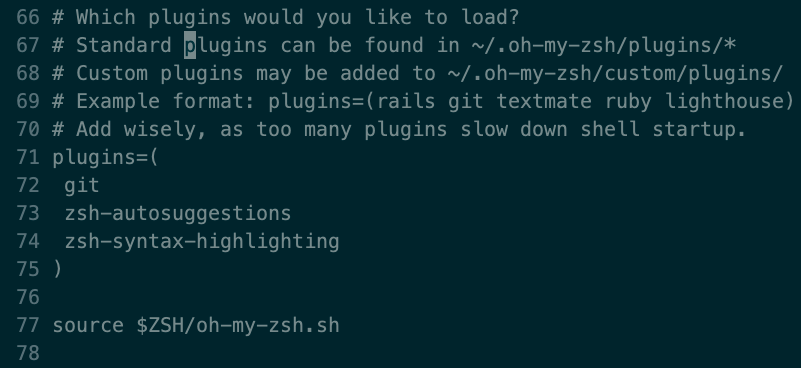 66 # Which plugins would you like to load?
67 # Standard plugins can be found in ~/.oh-my-zsh/plugins/*
68 # Custom plugins may be added to ~/.oh-my-zsh/custom/plugins/
69 # Example format: plugins=(rails git textmate ruby lighthouse)
70 # Add wisely, as too many plugins slow down shell startup.
71 plugins=(
72  git
73  zsh-autosuggestions
74  zsh-syntax-highlighting
75 )
76
77 source $ZSH/oh-my-zsh.sh
78